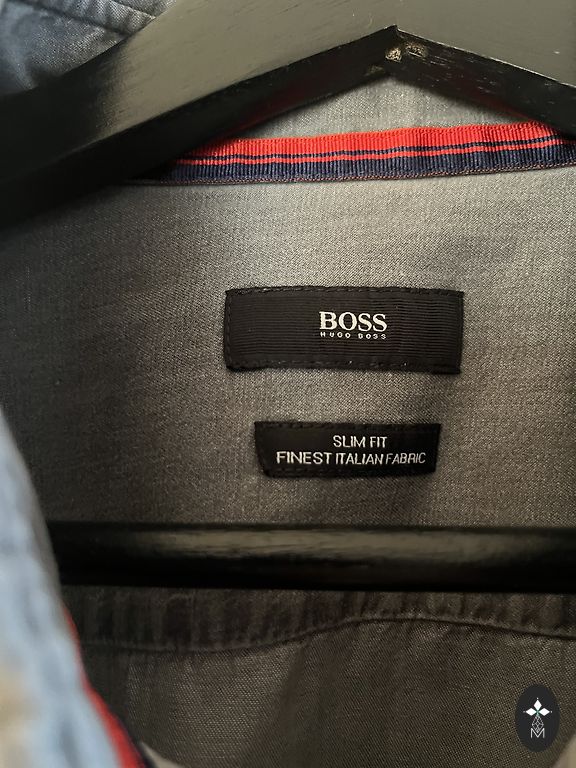 BOSS
HUGO BOSS
SLIM FIT
FINEST ITALIAN FABRIC
M